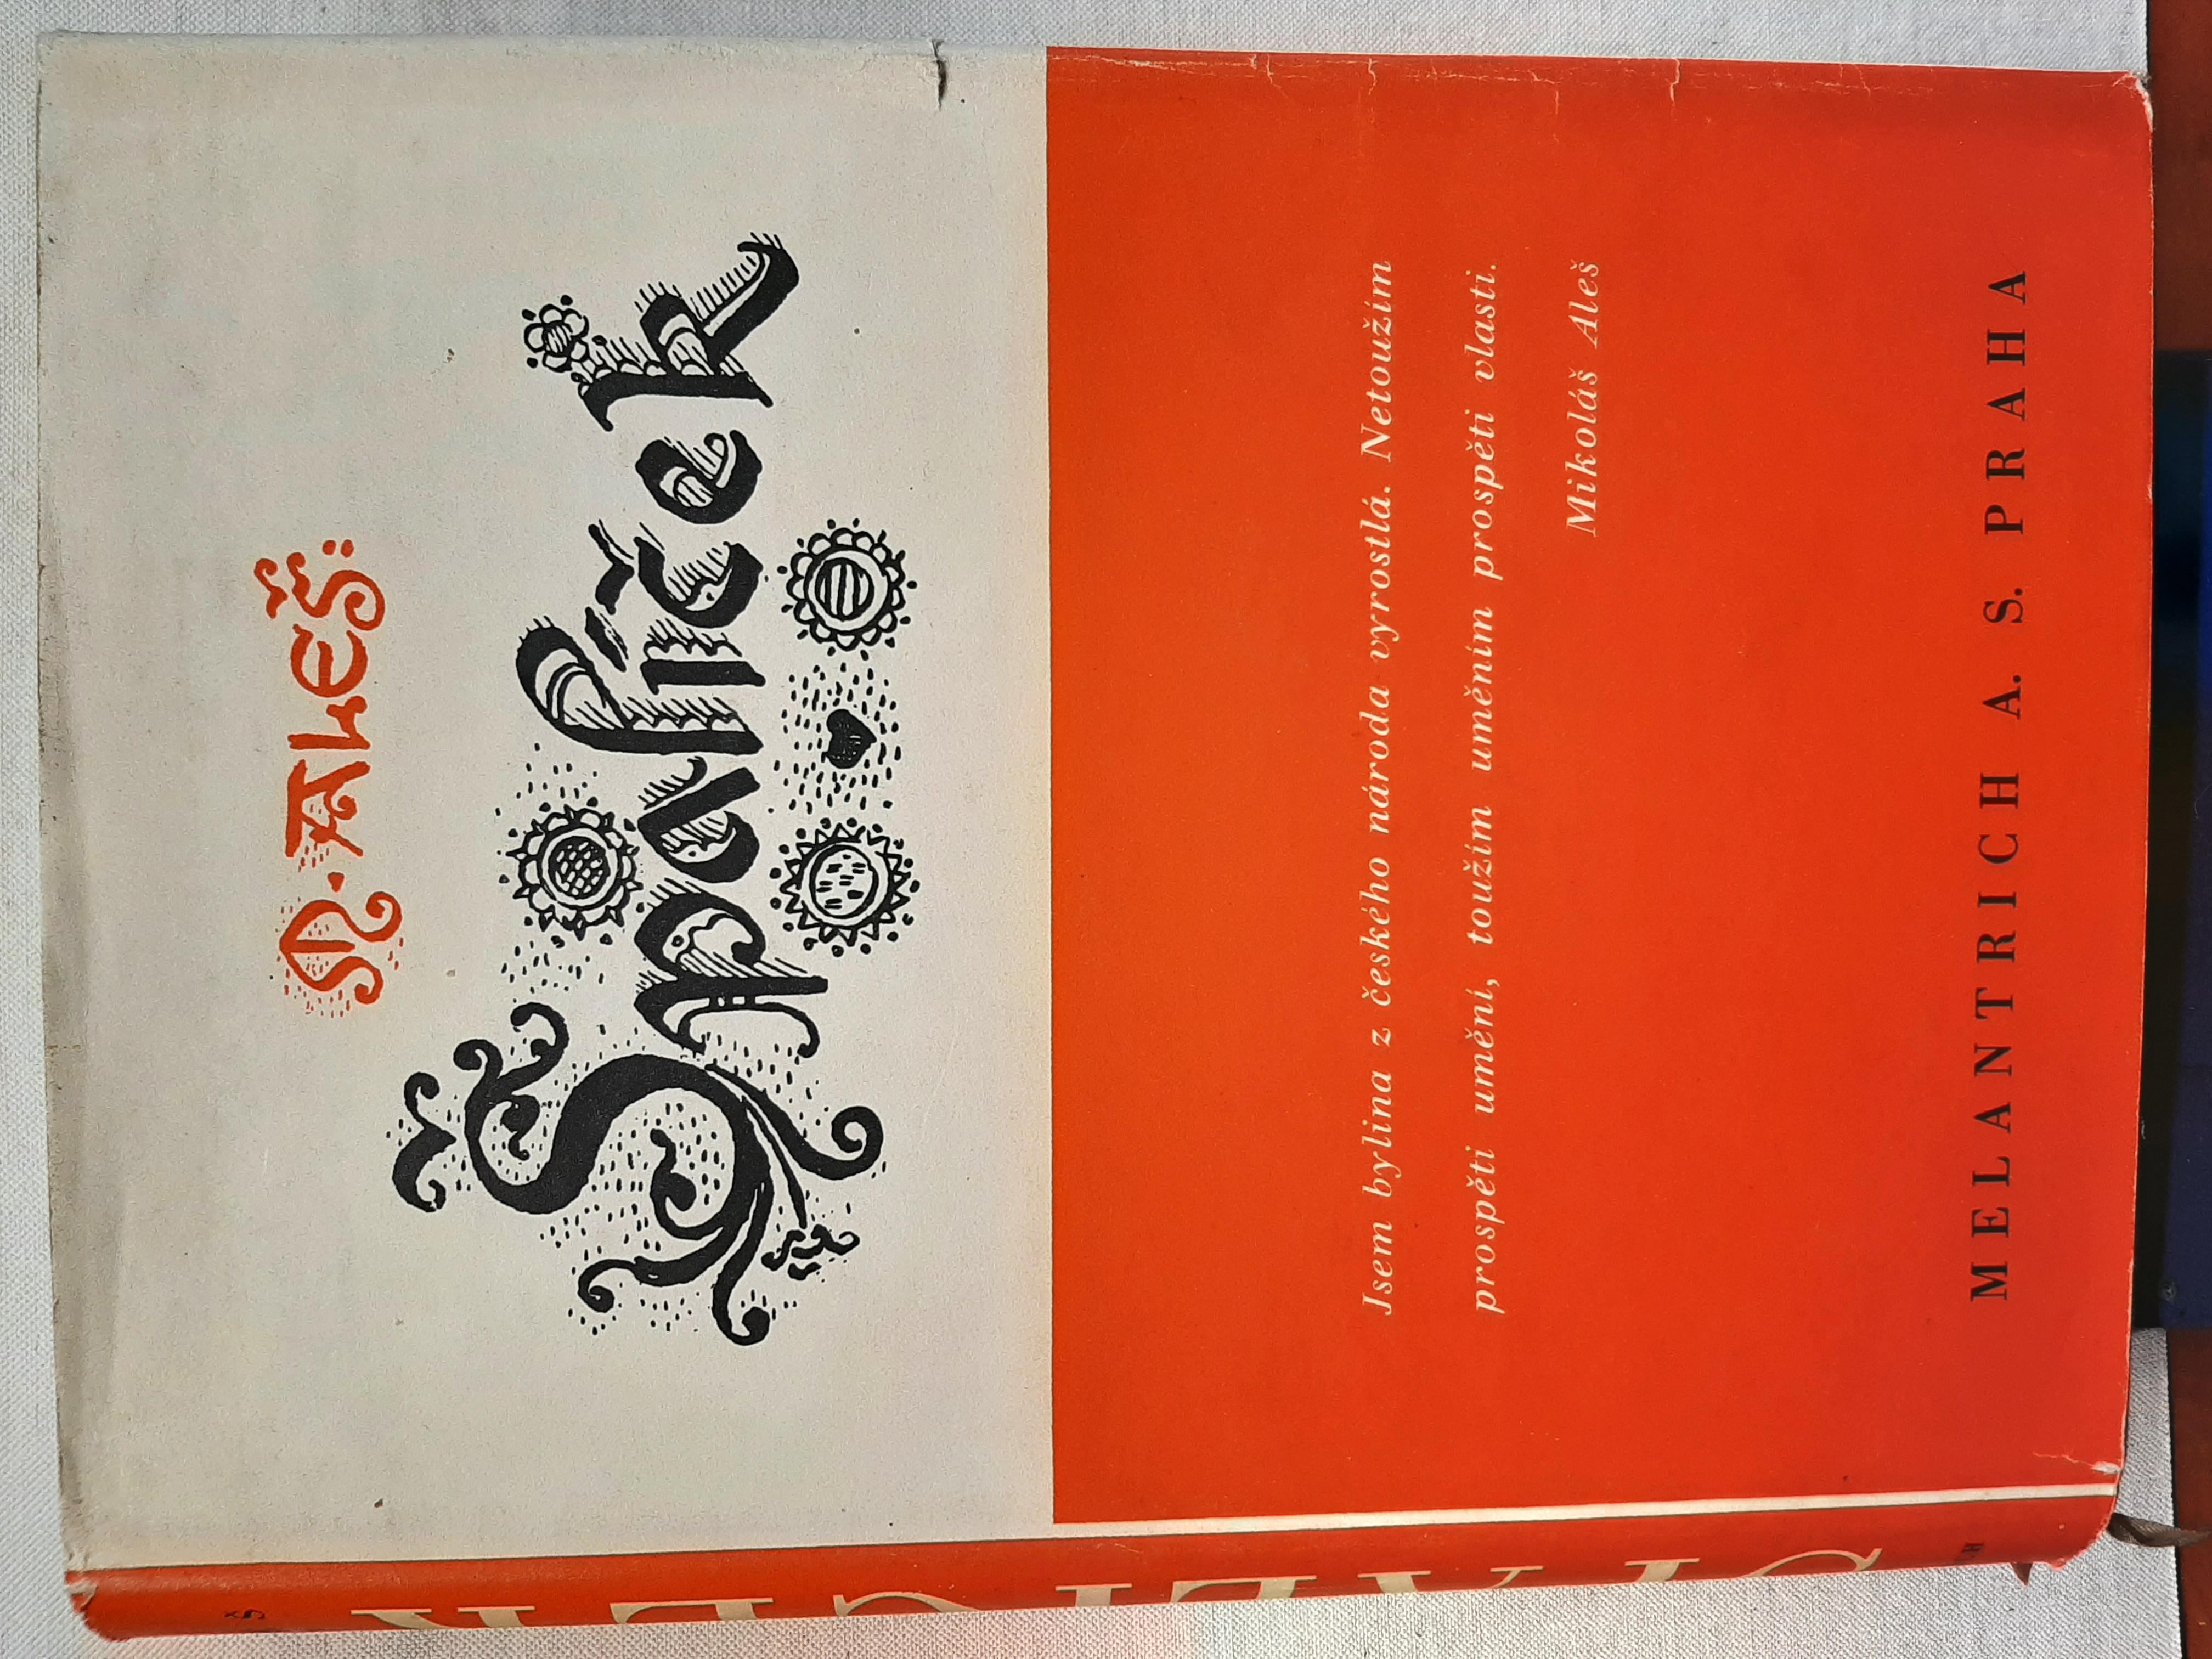 M. ALEŠ:
Špalíček
Jsem bylina z českého národa vyrostlá. Netoužím
prospěti umění, toužím uměním prospěti vlasti.
Mikoláš Aleš
MELANTRICH A. S. PRAHA